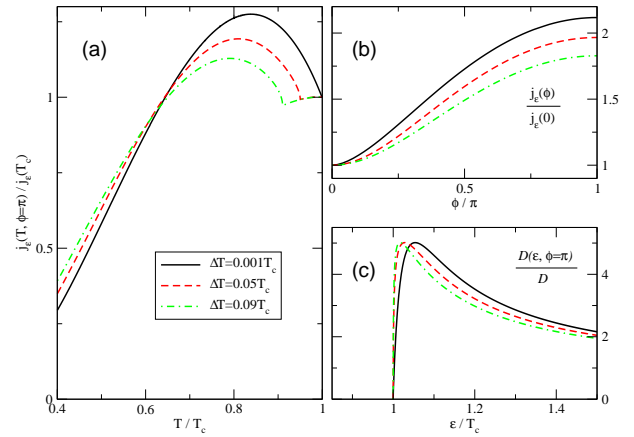 (a)
j_ε(T, ϕ=π) / j_ε(T_c)
1
0.5
0
0.4
0.6
0.8
1
T / T_c
ΔT=0.001T_c
ΔT=0.05T_c
ΔT=0.09T_c
(b)
j_ε(ϕ)
j_ε(0)
2
1.5
1
0
0.5
1
ϕ / π
(c)
D(ε, ϕ=π)
D
4
2
0
1
1.2
1.4
ε/T_c